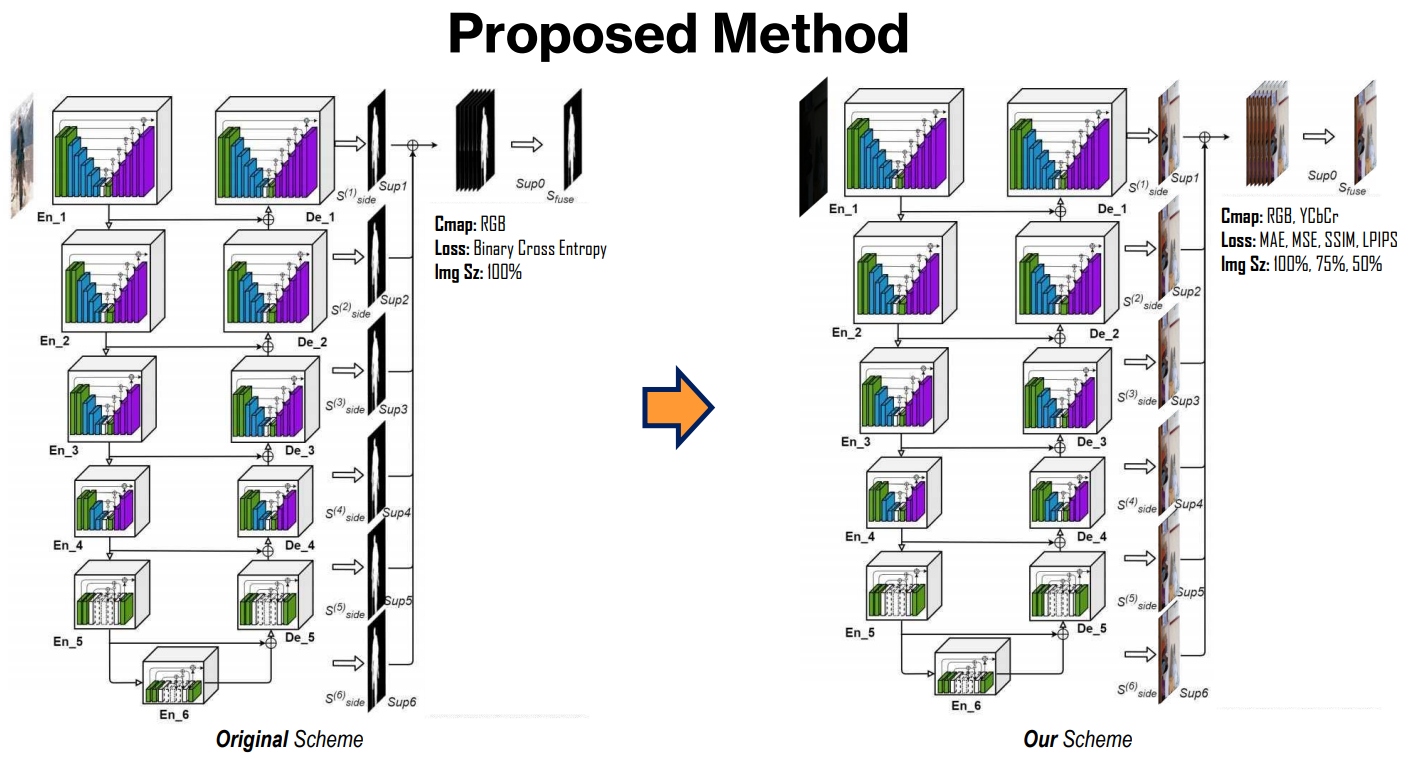 Proposed Method
En_1
De_1
S(1)side
Sup1
Sup0
Sfuse
Cmap: RGB
Loss: Binary Cross Entropy
Img Sz: 100%
En_2
De_2
S(2)side
Sup2
En_3
De_3
S(3)side
Sup3
En_4
De_4
S(4)side
Sup4
En_5
De_5
S(5)side
Sup5
En_6
S(6)side
Sup6
Original Scheme
En_1
De_1
S(1)side
Sup1
Sup0
Sfuse
Cmap: RGB, YCbCr
Loss: MAE, MSE, SSIM, LPIPS
Img Sz: 100%, 75%, 50%
En_2
De_2
S(2)side
Sup2
En_3
De_3
S(3)side
Sup3
En_4
De_4
S(4)side
Sup4
En_5
De_5
S(5)side
Sup5
En_6
S(6)side
Sup6
Our Scheme